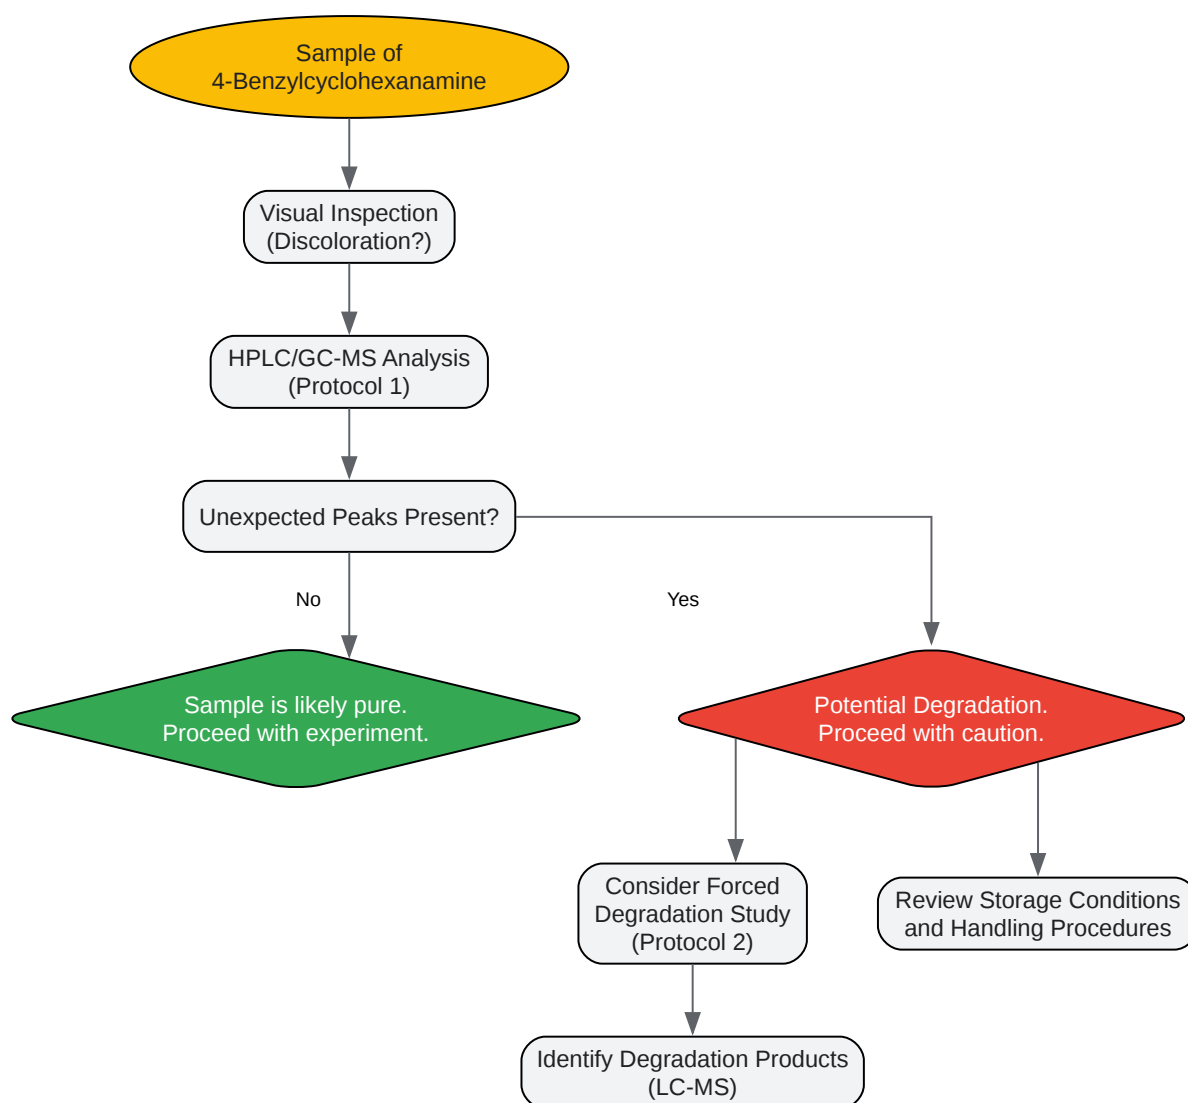 Sample of
4-Benzylcyclohexanamine
Visual Inspection
(Discoloration?)
HPLC/GC-MS Analysis
(Protocol 1)
Unexpected Peaks Present?
No
Yes
Sample is likely pure.
Proceed with experiment.
Potential Degradation.
Proceed with caution.
Consider Forced
Degradation Study
(Protocol 2)
Review Storage Conditions
and Handling Procedures
Identify Degradation Products
(LC-MS)